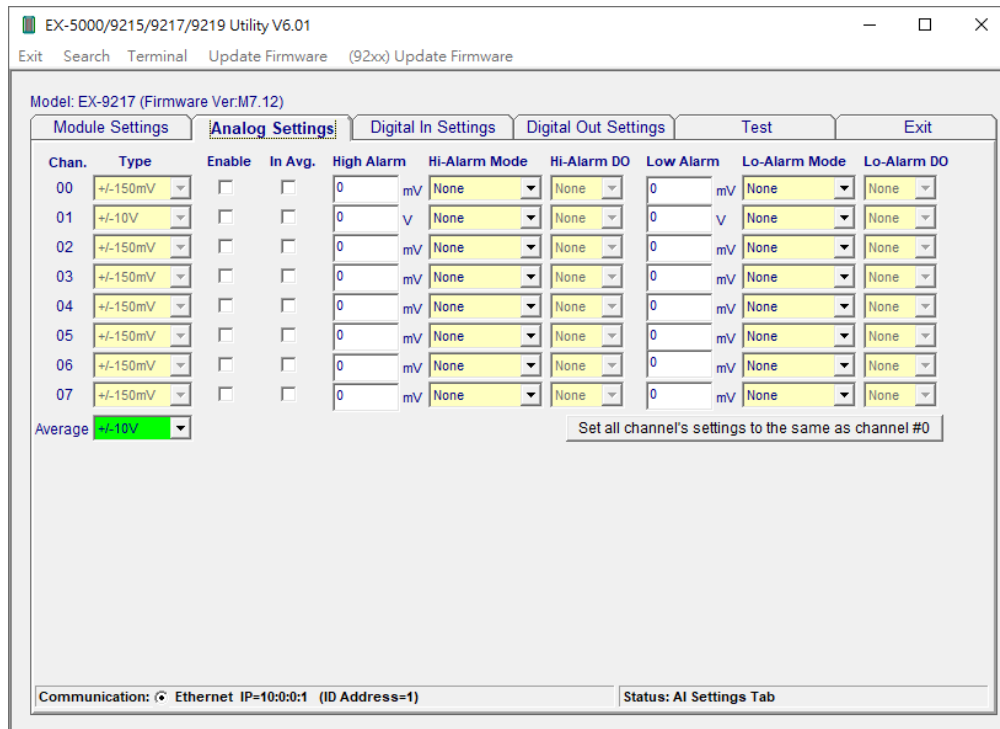 EX-5000/9215/9217/9219 Utility V6.01
Exit Search Terminal Update Firmware (92xx) Update Firmware
Model: EX-9217 (Firmware Ver:M7.12)
Module Settings Analog Settings Digital In Settings Digital Out Settings Test Exit
Chan. Type Enable In Avg. High Alarm Hi-Alarm Mode Hi-Alarm DO Low Alarm Lo-Alarm Mode Lo-Alarm DO
00 +/-150mV 0 mV None None 0 mV None None
01 +/-10V 0 V None None 0 V None None
02 +/-150mV 0 mV None None 0 mV None None
03 +/-150mV 0 mV None None 0 mV None None
04 +/-150mV 0 mV None None 0 mV None None
05 +/-150mV 0 mV None None 0 mV None None
06 +/-150mV 0 mV None None 0 mV None None
07 +/-150mV 0 mV None None 0 mV None None
Average +/-10V Set all channel's settings to the same as channel #0
Communication: Ethernet IP=10:0:0:1 (ID Address=1) Status: AI Settings Tab